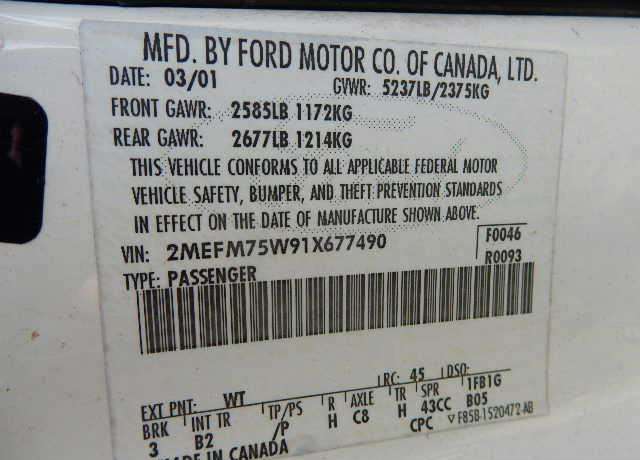 MFD. BY FORD MOTOR CO. OF CANADA, LTD.
DATE: 03/01 GVWR: 5237LB/2375KG
FRONT GAWR: 2585LB 1172KG
REAR GAWR: 2677LB 1214KG
THIS VEHICLE CONFORMS TO ALL APPLICABLE FEDERAL MOTOR
VEHICLE SAFETY, BUMPER, AND THEFT PREVENTION STANDARDS
IN EFFECT ON THE DATE OF MANUFACTURE SHOWN ABOVE.
VIN: 2MEFM75W91X677490 F0046
TYPE: PASSENGER R0093
EXT PNT: WT RC: 45 DSO:
BRK INT TR TP/PS R AXLE TR SPR 1FB1G
3 B2 /P H C8 H 43CC B05
CPC ▽F85B-1520472-AB
MADE IN CANADA